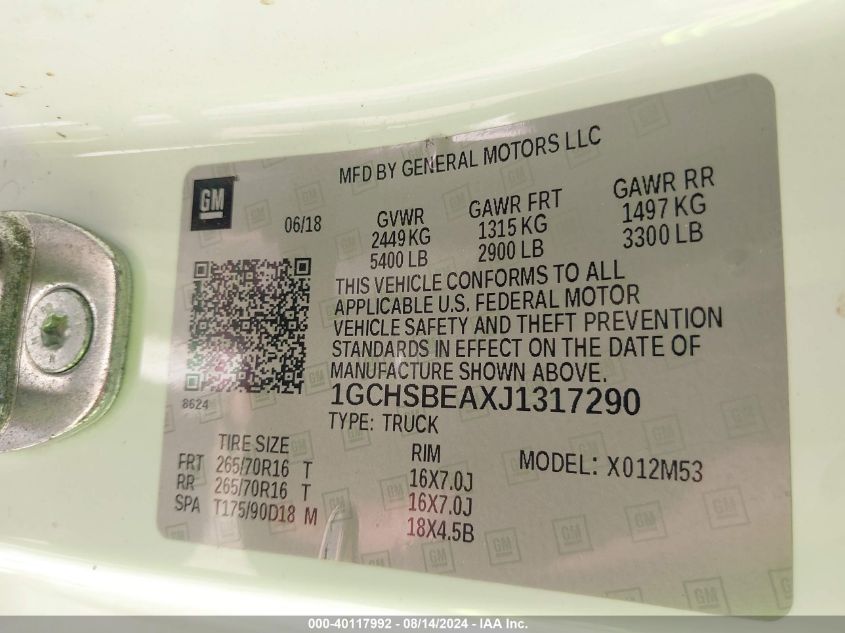 MFD BY GENERAL MOTORS LLC
GM
06/18
GVWR GAWR FRT GAWR RR
2449 KG 1315 KG 1497 KG
5400 LB 2900 LB 3300 LB
THIS VEHICLE CONFORMS TO ALL
APPLICABLE U.S. FEDERAL MOTOR
VEHICLE SAFETY AND THEFT PREVENTION
STANDARDS IN EFFECT ON THE DATE OF
MANUFACTURE SHOWN ABOVE.
8624
1GCHSBEAXJ1317290
TYPE: TRUCK
TIRE SIZE RIM MODEL: X012M53
FRT 265/70R16 T 16X7.0J
RR 265/70R16 T 16X7.0J
SPA T175/90D18 M 18X4.5B
000-40117992 - 08/14/2024 - IAA Inc.